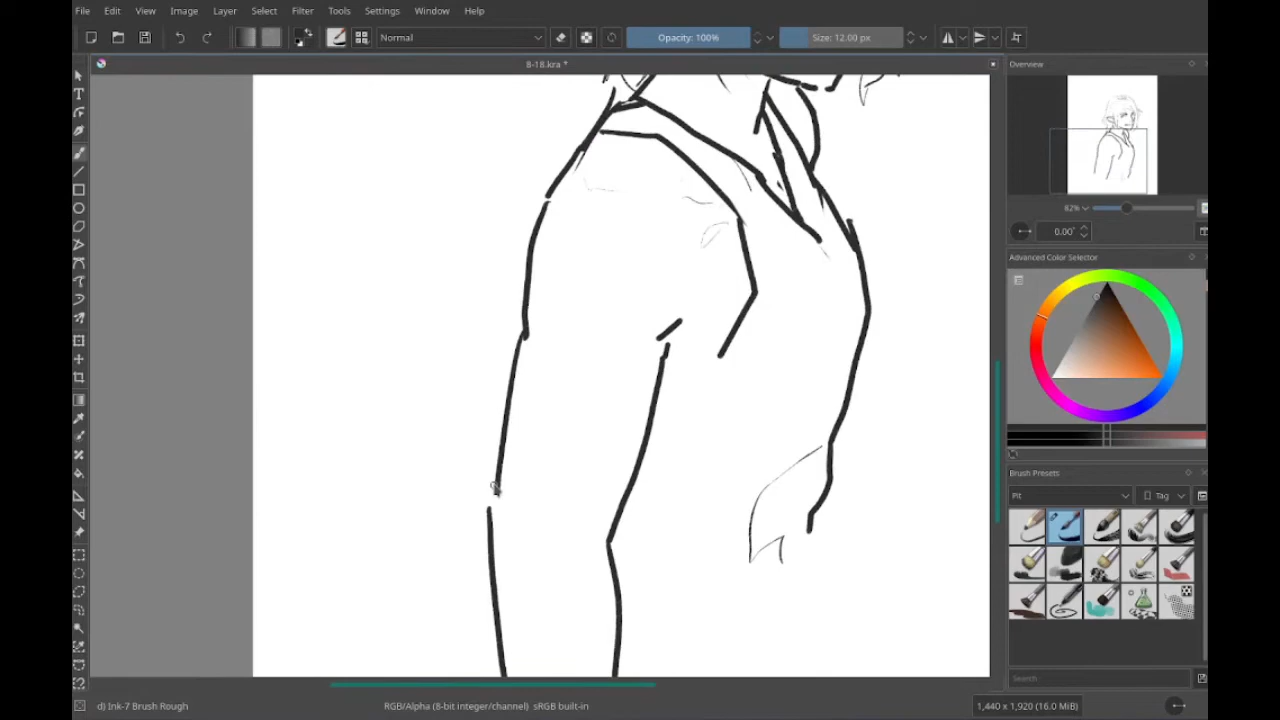 File Edit View Image Layer Select Filter Tools Settings Window Help
Normal Opacity: 100% Size: 12.00 px
8-18.kra *
Overview
82%
0.00°
Advanced Color Selector
Brush Presets
Tag
Search
d) Ink-7 Brush Rough RGB/Alpha (8-bit integer/channel) sRGB built-in 1,440 x 1,920 (16.0 MiB)